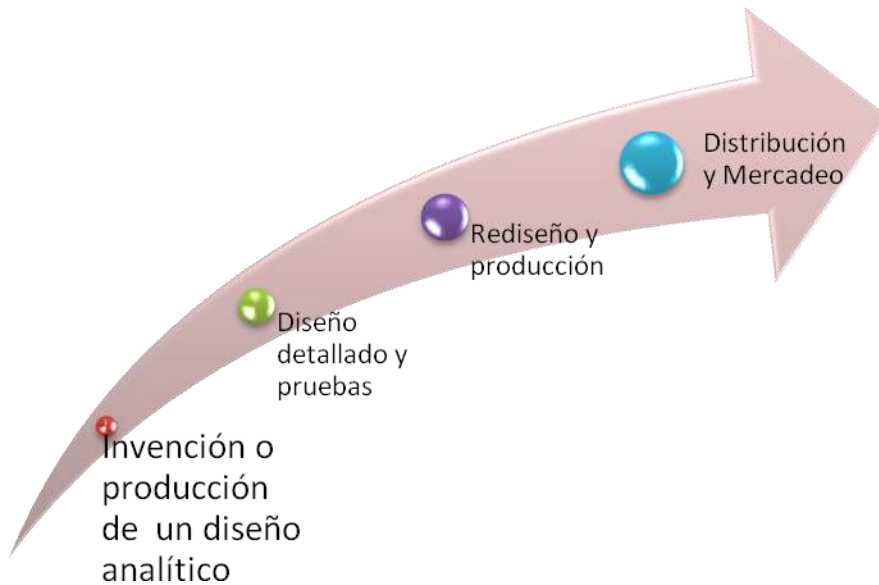 Invención o
producción
de un diseño
analítico
Diseño
detallado y
pruebas
Rediseño y
producción
Distribución
y Mercadeo